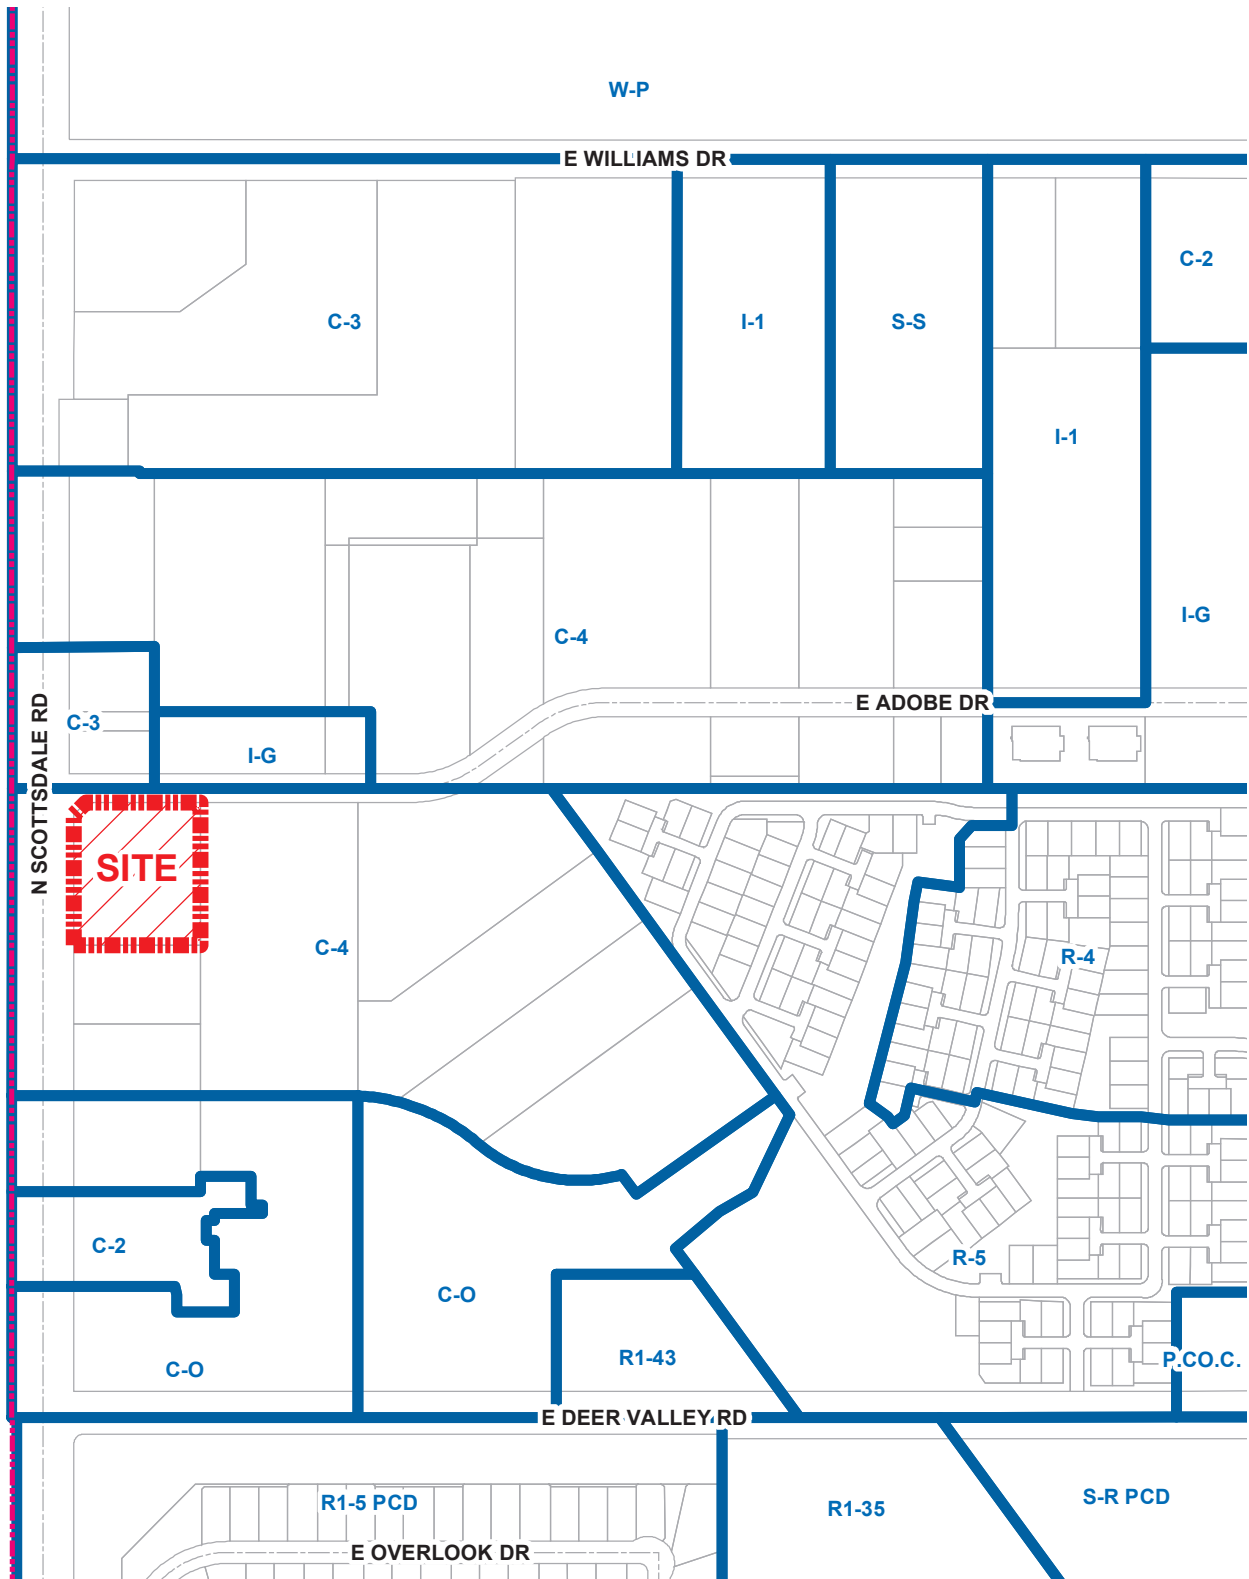 W-P
E WILLIAMS DR
C-2
C-3
I-1
S-S
I-1
I-G
C-4
E ADOBE DR
C-3
I-G
N SCOTTSDALE RD
SITE
C-4
R-4
C-2
R-5
C-O
R1-43
P.CO.C.
C-O
E DEER VALLEY RD
R1-5 PCD
R1-35
S-R PCD
E OVERLOOK DR